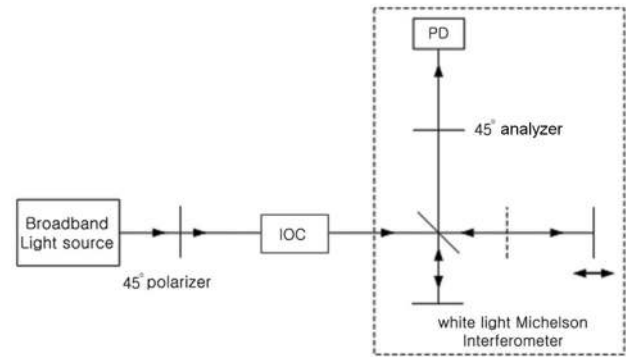 PD
45° analyzer
Broadband
Light source
IOC
45° polarizer
white light Michelson
Interferometer